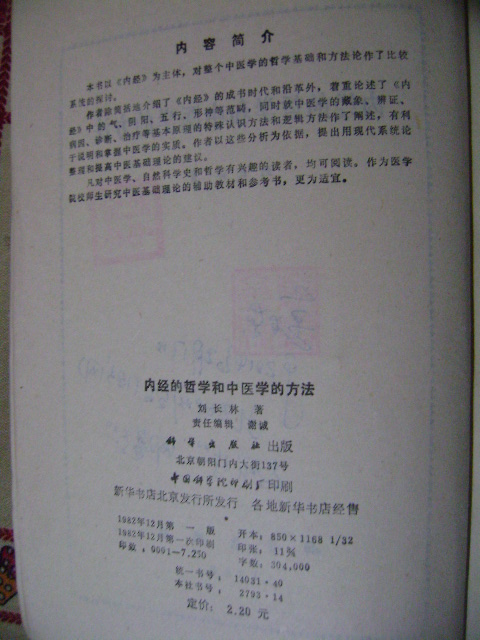 内容简介
本书以《内经》为主体，对整个中医学的哲学基础和方法论作了比较
系统的探讨。
作者除简要地介绍了《内经》的成书时代和沿革外，着重论述了《内
经》中的气、阴阳、五行、形神等范畴，同时就中医学的藏象、辨证、
病因、诊断、治疗等基本原理的特殊认识方法和逻辑方法作了阐述，有利
于说明和掌握中医学的实质。作者以这些分析为依据，提出用现代系统论
整理和提高中医基础理论的建议。
凡对中医学、自然科学史和哲学有兴趣的读者，均可阅读。作为医学
院校师生研究中医基础理论的辅助教材和参考书，更为适宜。
内经的哲学和中医学的方法
刘长林 著
责任编辑 谢诚
科学出版社 出版
北京朝阳门内大街137号
中国科学院印刷厂印刷
新华书店北京发行所发行 各地新华书店经售
1982年12月第一版 开本：850×1168 1/32
1982年12月第一次印刷 印张：11
印数：0001—7,250 字数：304,000
统一书号：14031·40
本社书号：2793·14
定价：2.20 元